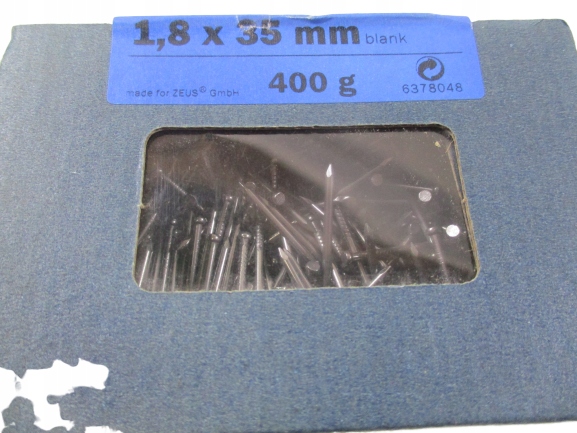 1,8 x 35 mm blank
made for ZEUS© GmbH 400 g
6378048